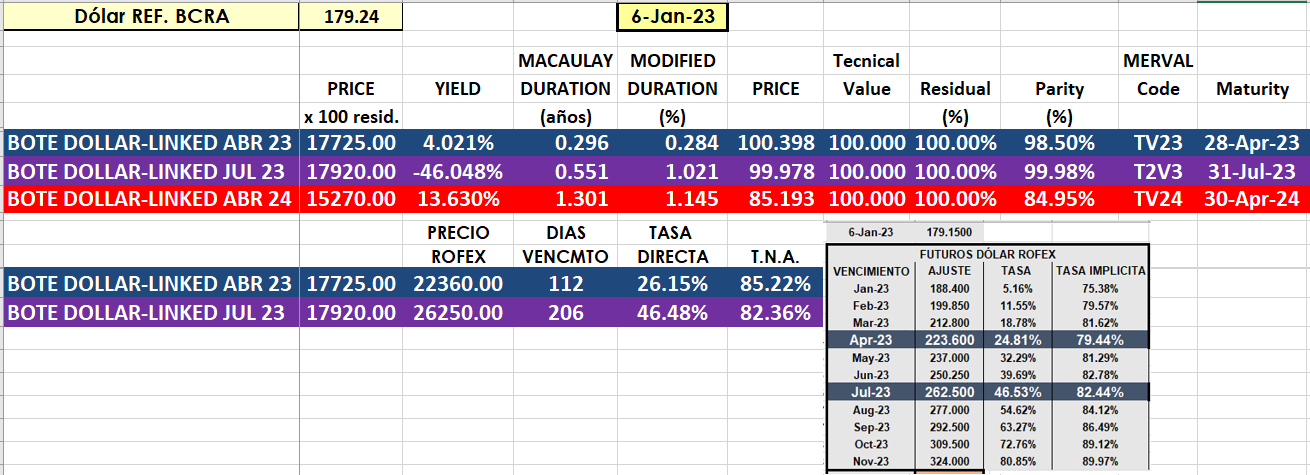 Dólar REF. BCRA 179.24 6-Jan-23
MACAULAY MODIFIED Tecnical MERVAL
PRICE YIELD DURATION DURATION PRICE Value Residual Parity Code Maturity
x 100 resid. (años) (%) (%) (%)
BOTE DOLLAR-LINKED ABR 23 17725.00 4.021% 0.296 0.284 100.398 100.000 100.00% 98.50% TV23 28-Apr-23
BOTE DOLLAR-LINKED JUL 23 17920.00 -46.048% 0.551 1.021 99.978 100.000 100.00% 99.98% T2V3 31-Jul-23
BOTE DOLLAR-LINKED ABR 24 15270.00 13.630% 1.301 1.145 85.193 100.000 100.00% 84.95% TV24 30-Apr-24
PRECIO DIAS TASA
ROFEX VENCMTO DIRECTA T.N.A.
BOTE DOLLAR-LINKED ABR 23 17725.00 22360.00 112 26.15% 85.22%
BOTE DOLLAR-LINKED JUL 23 17920.00 26250.00 206 46.48% 82.36%
6-Jan-23 179.1500
FUTUROS DÓLAR ROFEX
VENCIMIENTO AJUSTE TASA TASA IMPLICITA
Jan-23 188.400 5.16% 75.38%
Feb-23 199.850 11.55% 79.57%
Mar-23 212.800 18.78% 81.62%
Apr-23 223.600 24.81% 79.44%
May-23 237.000 32.29% 81.29%
Jun-23 250.250 39.69% 82.78%
Jul-23 262.500 46.53% 82.44%
Aug-23 277.000 54.62% 84.12%
Sep-23 292.500 63.27% 86.49%
Oct-23 309.500 72.76% 89.12%
Nov-23 324.000 80.85% 89.97%